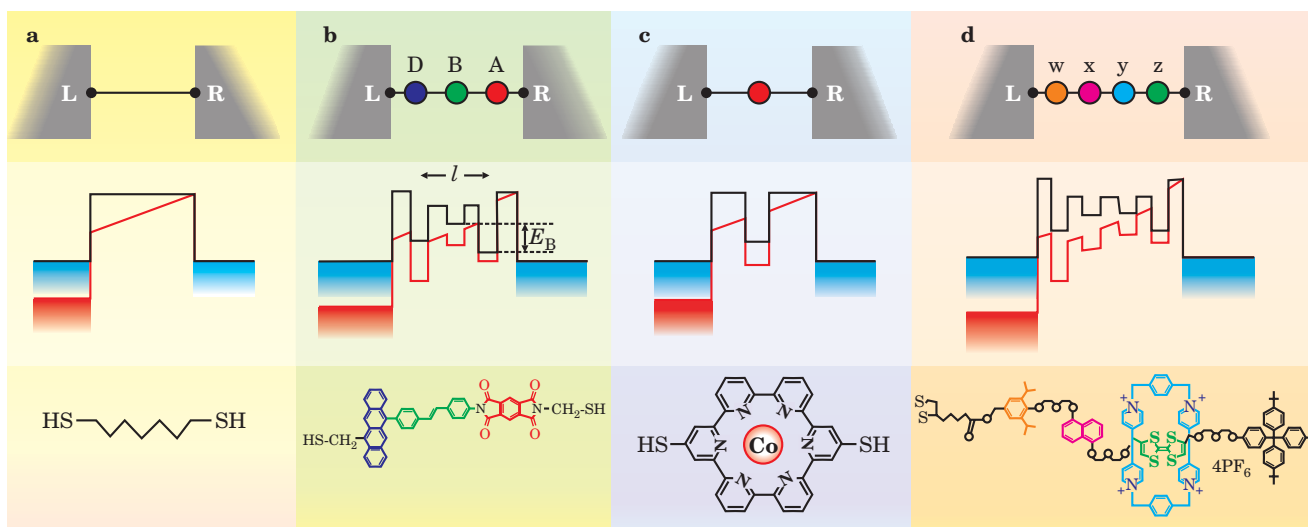 a
L R
b
D B A
L R
c
L R
d
w x y z
L R
l
E_B
HS SH
O O
N N—CH₂-SH
O O
HS-CH₂
N N
HS N Co N SH
N N
S
S
O O O O O
O
O O O
N+ N+
S S
S S
O O O O
4PF₆
N+ N+